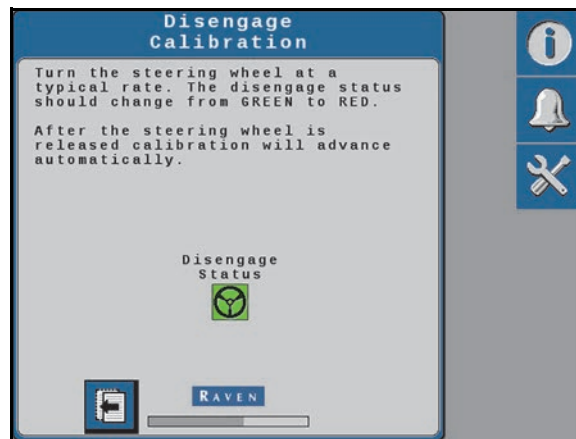 Disengage
Calibration
Turn the steering wheel at a
typical rate. The disengage status
should change from GREEN to RED.
After the steering wheel is
released calibration will advance
automatically.
Disengage
Status
RAVEN